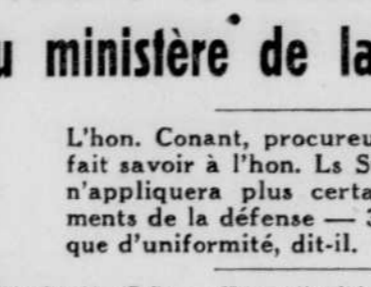 u ministère de la
L'hon. Conant, procureu
fait savoir à l'hon. Ls S
n'appliquera plus certa
ments de la défense — 3
que d'uniformité, dit-il.